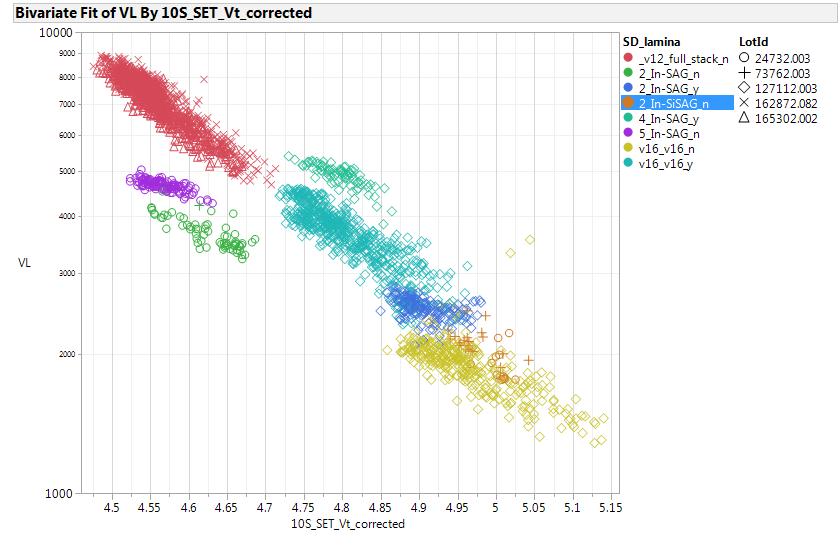 Bivariate Fit of VL By 10S_SET_Vt_corrected
10000
9000
8000
7000
6000
5000
4000
3000
2000
1000
VL
4.5 4.55 4.6 4.65 4.7 4.75 4.8 4.85 4.9 4.95 5 5.05 5.1 5.15
10S_SET_Vt_corrected
SD_lamina
_v12_full_stack_n
2_In-SAG_n
2_In-SAG_y
2_In-SiSAG_n
4_In-SAG_y
5_In-SAG_n
v16_v16_n
v16_v16_y
LotId
24732.003
73762.003
127112.003
162872.082
165302.002